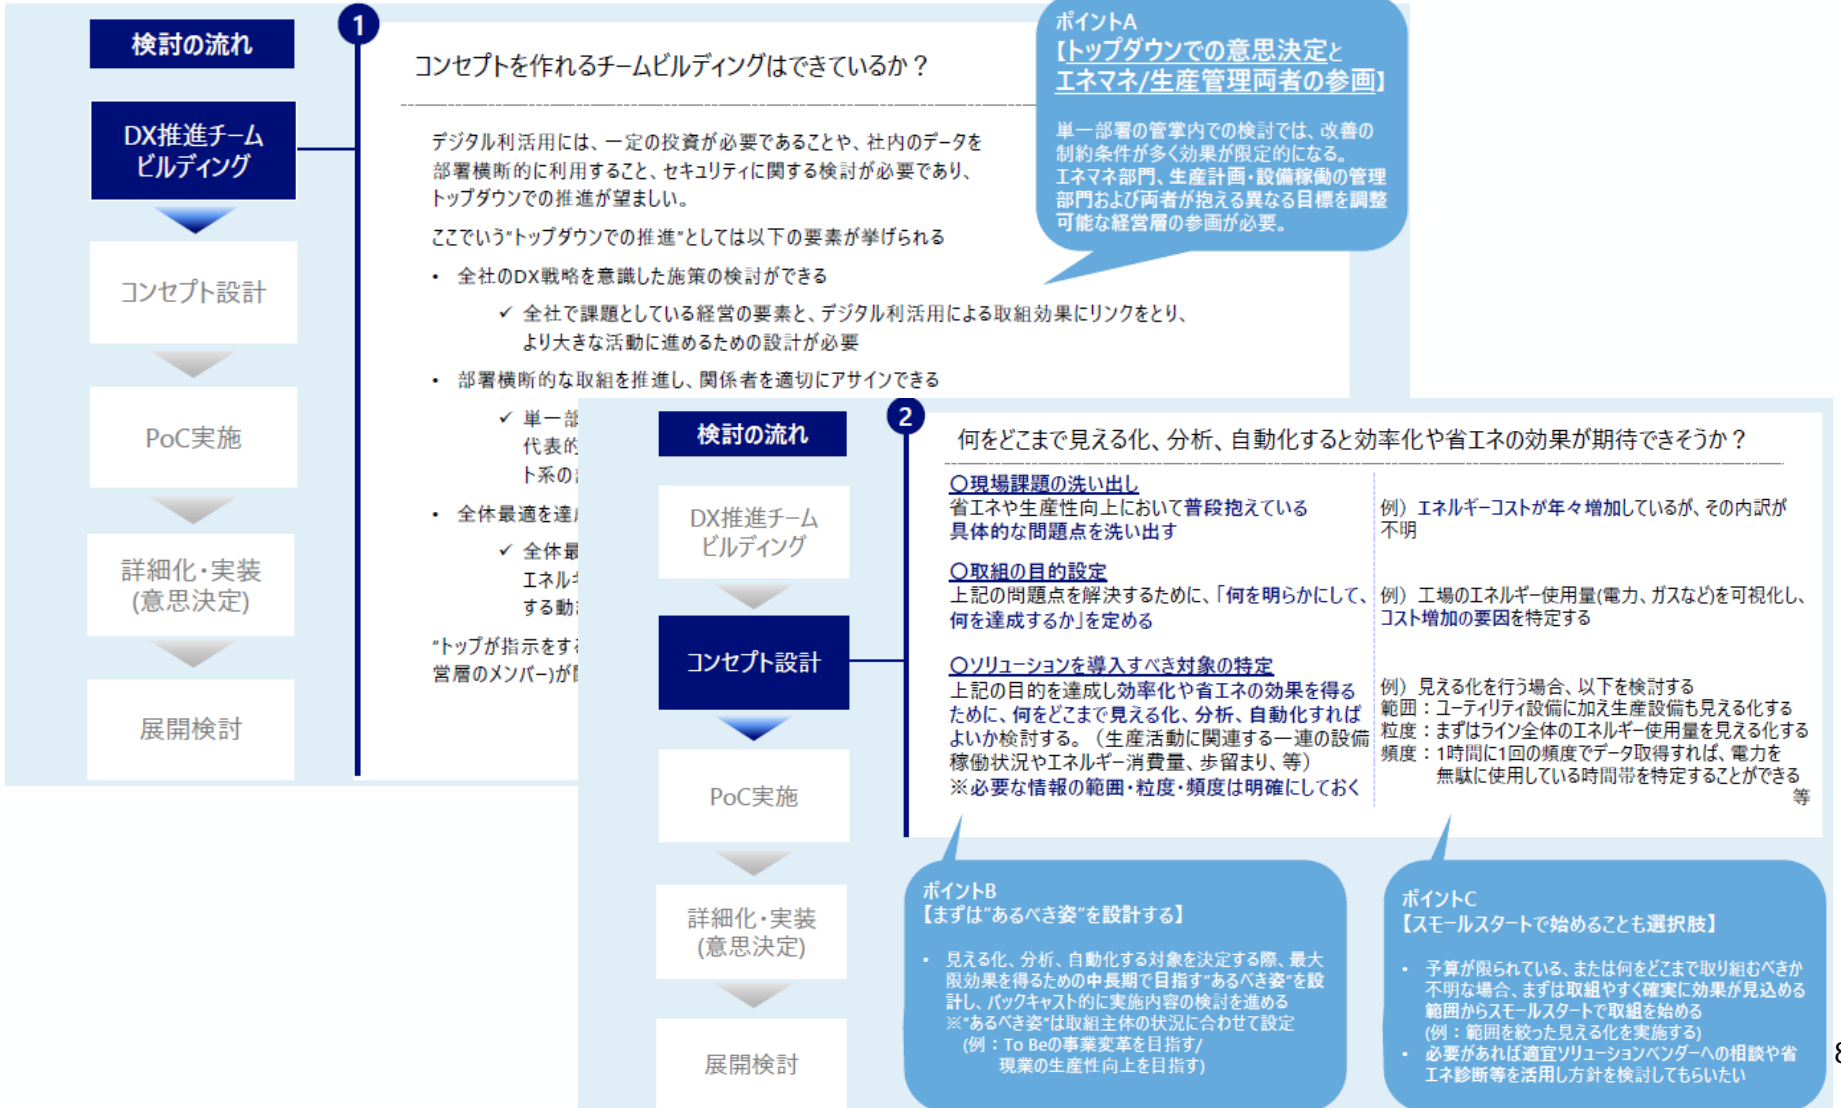 検討の流れ
DX推進チーム
ビルディング
コンセプト設計
PoC実施
詳細化・実装
(意思決定)
展開検討
1
コンセプトを作れるチームビルディングはできているか？
デジタル利活用には、一定の投資が必要であることや、社内のデータを
部署横断的に利用すること、セキュリティに関する検討が必要であり、
トップダウンでの推進が望ましい。
ここでいう"トップダウンでの推進"としては以下の要素が挙げられる
• 全社のDX戦略を意識した施策の検討ができる
✓ 全社で課題としている経営の要素と、デジタル利活用による取組効果にリンクをとり、
より大きな活動に進めるための設計が必要
• 部署横断的な取組を推進し、関係者を適切にアサインできる
✓ 単一部
代表的
ト系の
• 全体最適を達
✓ 全体最
エネル
する動
"トップが指示をす
営層のメンバー)が
ポイントA
【トップダウンでの意思決定と
エネマネ/生産管理両者の参画】
単一部署の管掌内での検討では、改善の
制約条件が多く効果が限定的になる。
エネマネ部門、生産計画・設備稼働の管理
部門および両者が抱える異なる目標を調整
可能な経営層の参画が必要。
検討の流れ
DX推進チーム
ビルディング
コンセプト設計
PoC実施
詳細化・実装
(意思決定)
展開検討
2
何をどこまで見える化、分析、自動化すると効率化や省エネの効果が期待できそうか？
〇現場課題の洗い出し
省エネや生産性向上において普段抱えている
具体的な問題点を洗い出す
例）エネルギーコストが年々増加しているが、その内訳が
不明
〇取組の目的設定
上記の問題点を解決するために、「何を明らかにして、
何を達成するか」を定める
例）工場のエネルギー使用量(電力、ガスなど)を可視化し、
コスト増加の要因を特定する
〇ソリューションを導入すべき対象の特定
上記の目的を達成し効率化や省エネの効果を得る
ために、何をどこまで見える化、分析、自動化すれば
よいか検討する。（生産活動に関連する一連の設備
稼働状況やエネルギー消費量、歩留まり、等）
※必要な情報の範囲・粒度・頻度は明確にしておく
例）見える化を行う場合、以下を検討する
範囲：ユーティリティ設備に加え生産設備も見える化する
粒度：まずはライン全体のエネルギー使用量を見える化する
頻度：1時間に1回の頻度でデータ取得すれば、電力を
無駄に使用している時間帯を特定することができる
等
ポイントB
【まずは"あるべき姿"を設計する】
• 見える化、分析、自動化する対象を決定する際、最大
限効果を得るための中長期で目指す"あるべき姿"を設
計し、バックキャスト的に実施内容の検討を進める
※"あるべき姿"は取組主体の状況に合わせて設定
(例：To Beの事業変革を目指す/
現業の生産性向上を目指す)
ポイントC
【スモールスタートで始めることも選択肢】
• 予算が限られている、または何をどこまで取り組むべきか
不明な場合、まずは取組やすく確実に効果が見込める
範囲からスモールスタートで取組を始める
(例：範囲を絞った見える化を実施する)
• 必要があれば適宜ソリューションベンダーへの相談や省
エネ診断等を活用し方針を検討してもらいたい